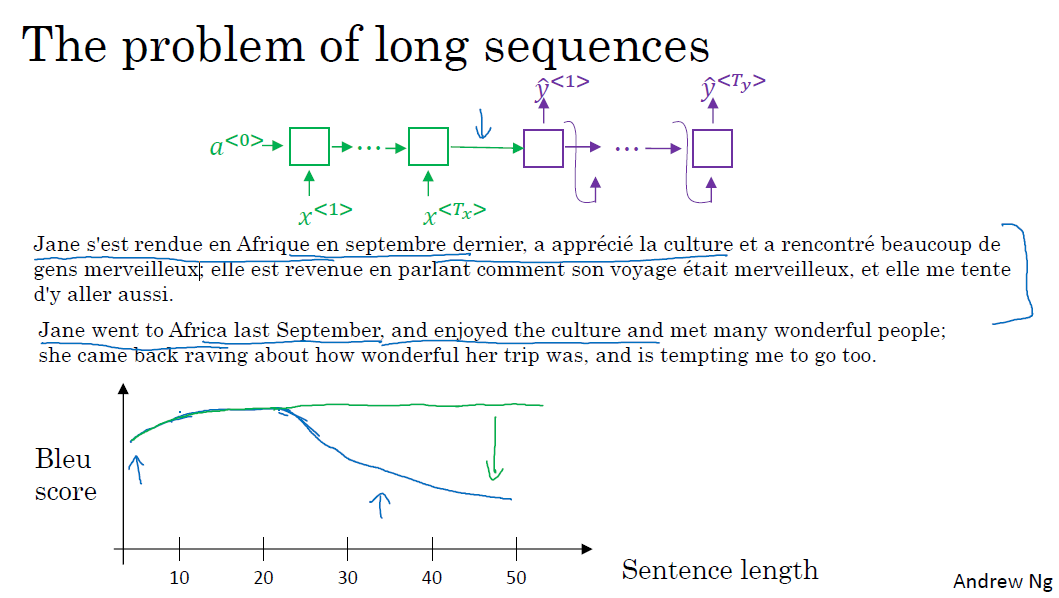 The problem of long sequences
ŷ<1> ŷ<Ty>
a<0> ... ...
x<1> x<Tx>
Jane s'est rendue en Afrique en septembre dernier, a apprécié la culture et a rencontré beaucoup de
gens merveilleux; elle est revenue en parlant comment son voyage était merveilleux, et elle me tente
d'y aller aussi.
Jane went to Africa last September, and enjoyed the culture and met many wonderful people;
she came back raving about how wonderful her trip was, and is tempting me to go too.
Bleu
score
10 20 30 40 50
Sentence length
Andrew Ng